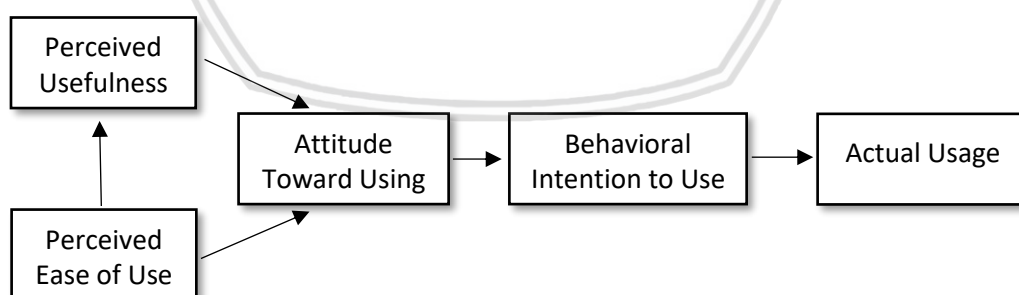 Perceived
Usefulness
Attitude
Toward Using
Behavioral
Intention to Use
Actual Usage
Perceived
Ease of Use